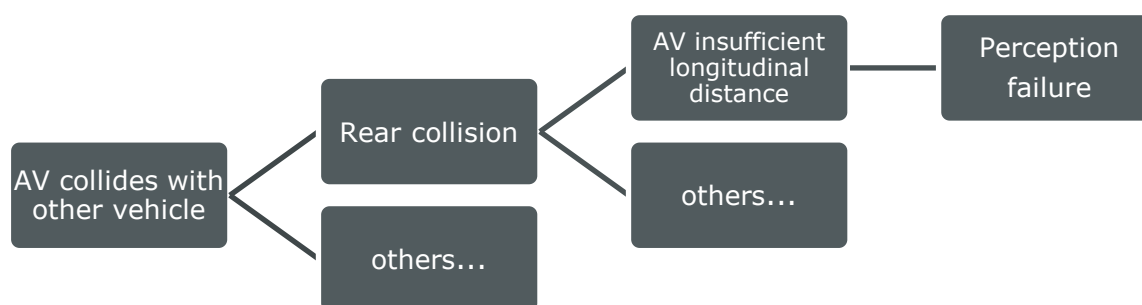 AV collides with
other vehicle
Rear collision
others...
AV insufficient
longitudinal
distance
others...
Perception
failure